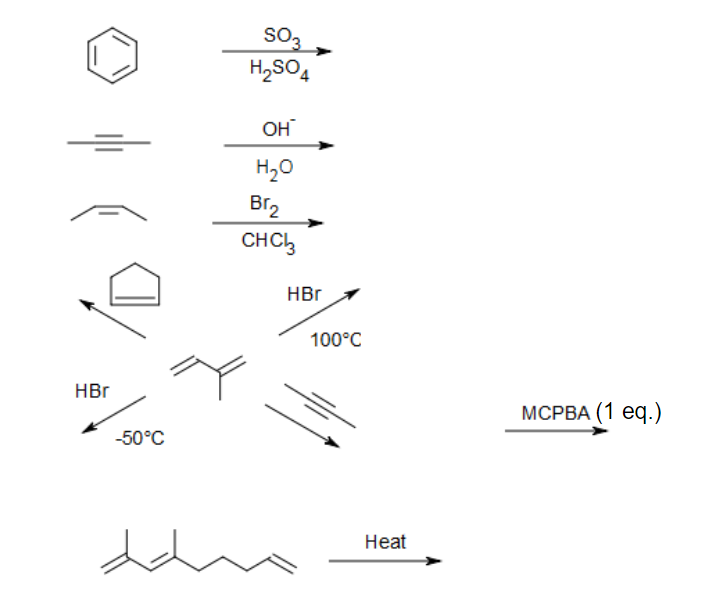 SO3
H2SO4
OH-
H2O
Br2
CHCl3
HBr
100°C
HBr
-50°C
MCPBA (1 eq.)
Heat